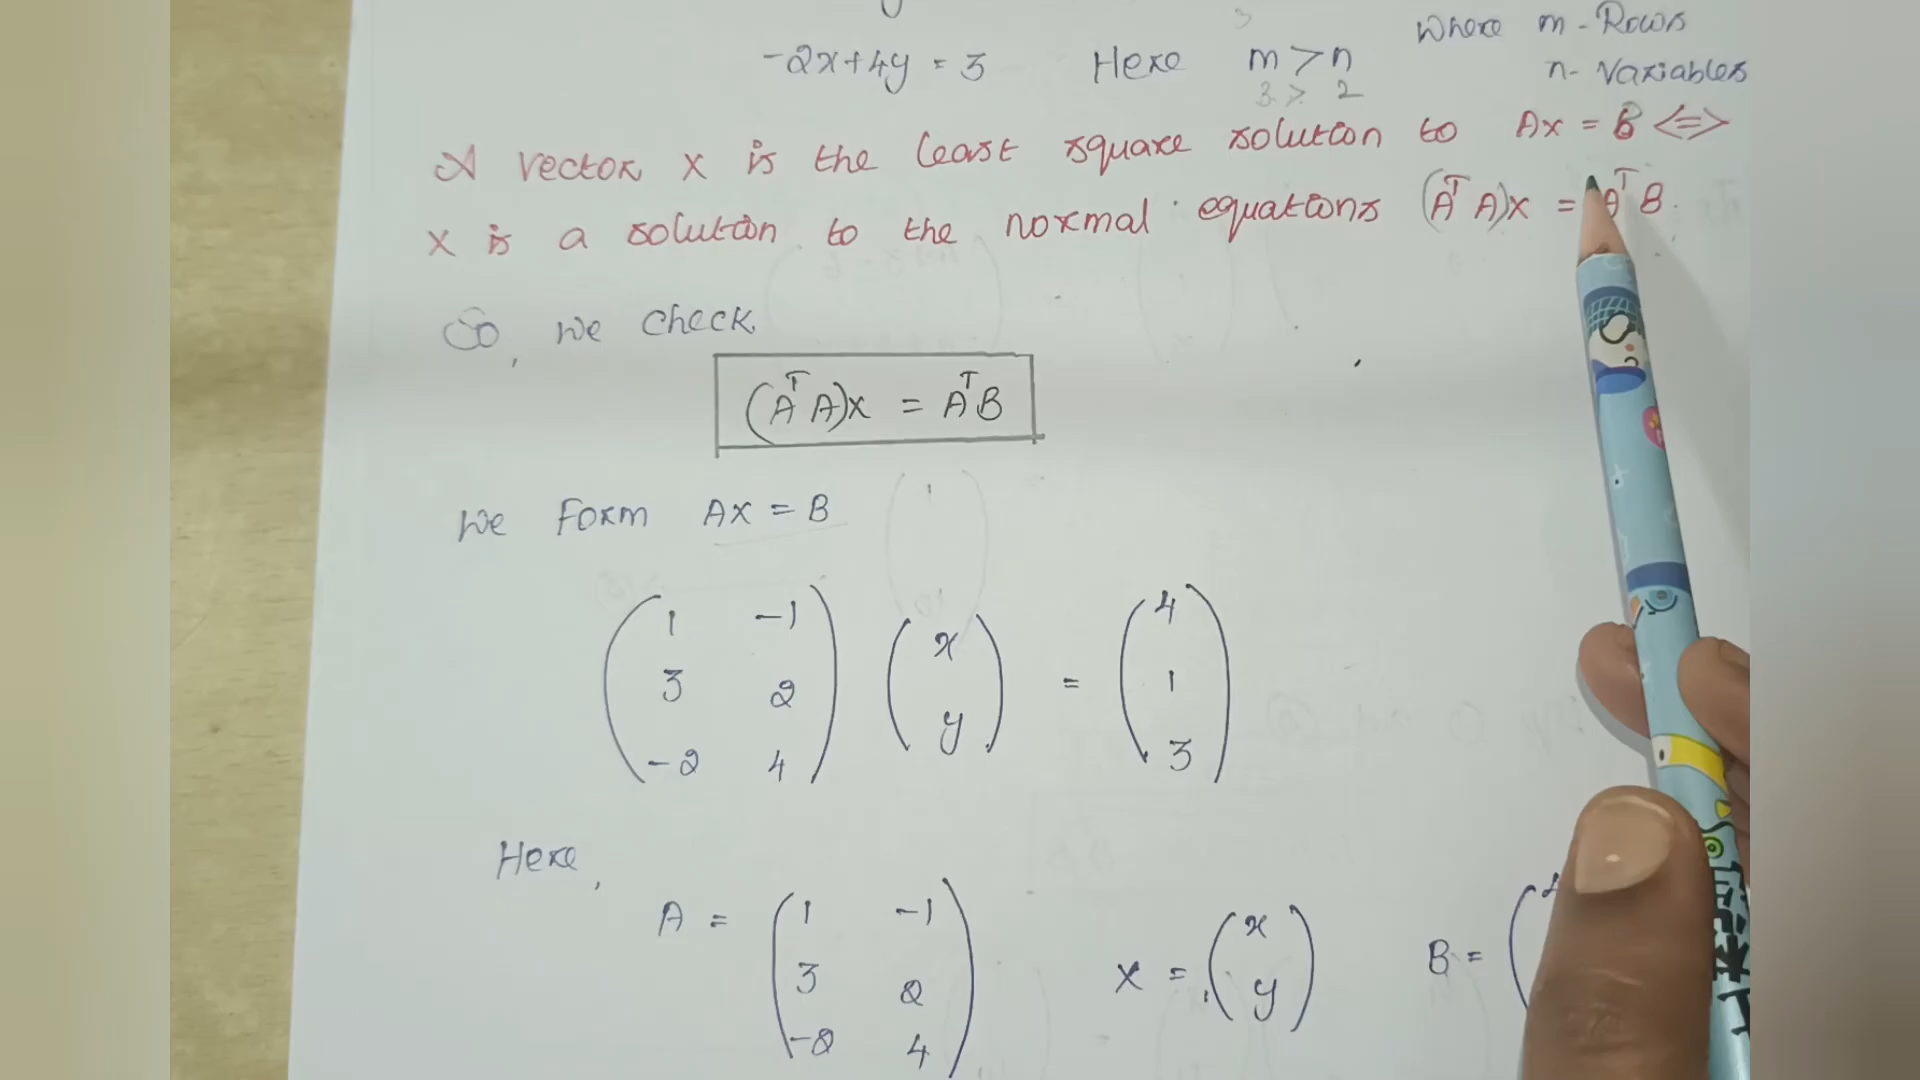 -2x+4y = 3 Here m > n Where m - Rows
3 > 2 n - Variables
A vector x is the least square solution to Ax = B <=>
x is a solution to the normal equations (AᵀA)x = AᵀB.
So, we check
(AᵀA)x = AᵀB
We Form Ax = B
( 1 -1 ) ( x ) = ( 4 )
( 3 2 ) ( y ) ( 1 )
( -2 4 ) ( 3 )
Here,
A = ( 1 -1 ) x = ( x ) B = (
( 3 2 ) ( y )
( -2 4 )